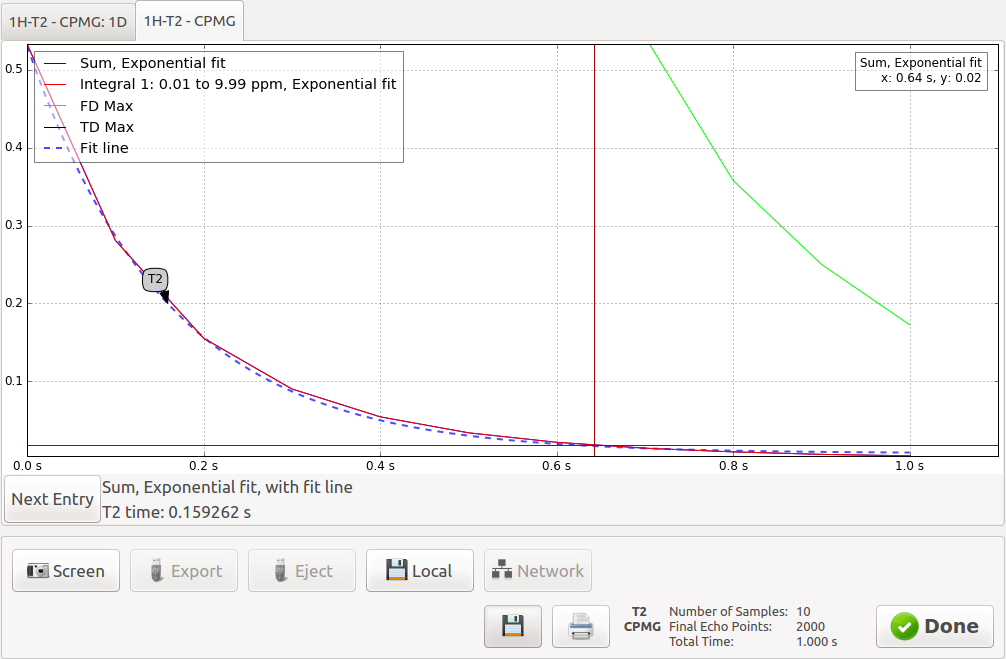 1H-T2 - CPMG: 1D
1H-T2 - CPMG
Sum, Exponential fit
Integral 1: 0.01 to 9.99 ppm, Exponential fit
FD Max
TD Max
Fit line
Sum, Exponential fit
x: 0.64 s, y: 0.02
0.5
0.4
0.3
T2
0.2
0.1
0.0 s
0.2 s
0.4 s
0.6 s
0.8 s
1.0 s
Next Entry
Sum, Exponential fit, with fit line
T2 time: 0.159262 s
Screen
Export
Eject
Local
Network
T2
CPMG
Number of Samples: 10
Final Echo Points: 2000
Total Time: 1.000 s
Done